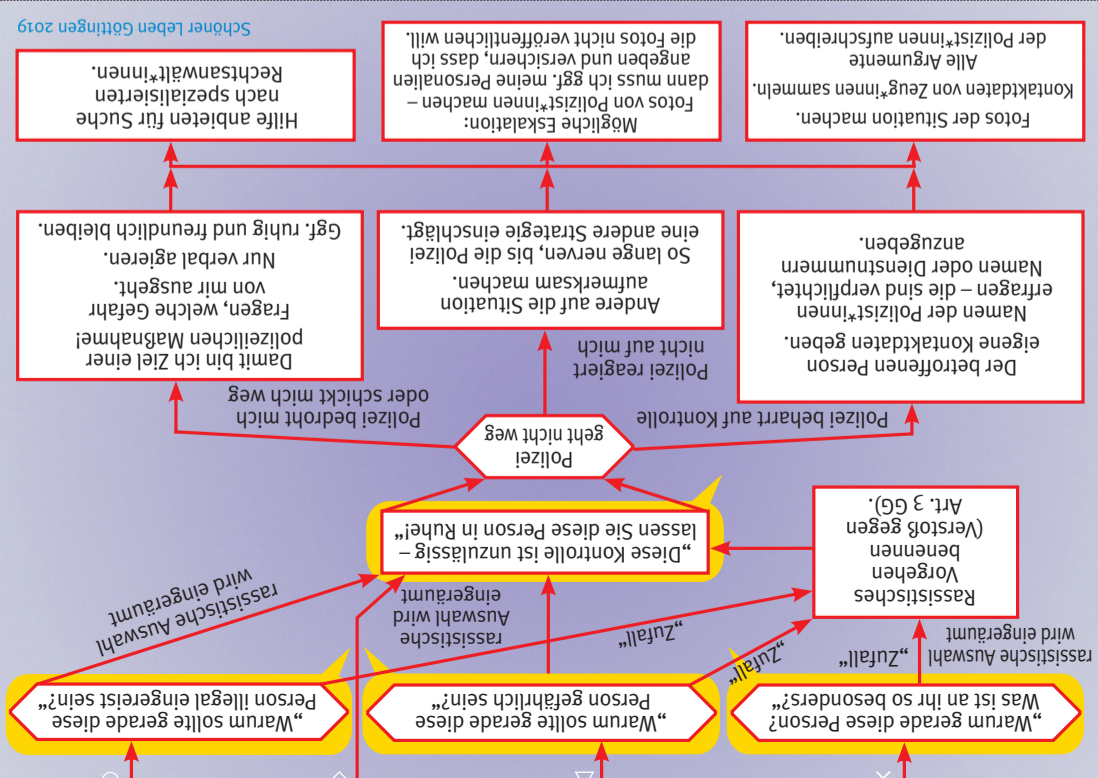 „Warum gerade diese Person?
Was ist an ihr so besonders?“
„Warum sollte gerade diese
Person gefährlich sein?“
„Warum sollte gerade diese
Person illegal eingereist sein?“
rassistische Auswahl
wird eingeräumt
„Zufall“
„Zufall“
„Zufall“
rassistische
Auswahl wird
eingeräumt
rassistische Auswahl
wird eingeräumt
Rassistisches
Vorgehen
benennen
(Verstoß gegen
Art. 3 GG).
„Diese Kontrolle ist unzulässig –
lassen Sie diese Person in Ruhe!“
Polizei
geht nicht weg
Polizei beharrt auf Kontrolle
Polizei reagiert
nicht auf mich
Polizei bedroht mich
oder schickt mich weg
Der betroffenen Person
eigene Kontaktdaten geben.
Namen der Polizist*innen
erfragen – die sind verpflichtet,
Namen oder Dienstnummern
anzugeben.
Andere auf die Situation
aufmerksam machen.
So lange nerven, bis die Polizei
eine andere Strategie einschlägt.
Damit bin ich Ziel einer
polizeilichen Maßnahme!
Fragen, welche Gefahr
von mir ausgeht.
Nur verbal agieren.
Ggf. ruhig und freundlich bleiben.
Fotos der Situation machen.
Kontaktdaten von Zeug*innen sammeln.
Alle Argumente
der Polizist*innen aufschreiben.
Mögliche Eskalation:
Fotos von Polizist*innen machen –
dann muss ich ggf. meine Personalien
angeben und versichern, dass ich
die Fotos nicht veröffentlichen will.
Hilfe anbieten für Suche
nach spezialisierten
Rechtsanwält*innen.
Schöner Leben Göttingen 2019